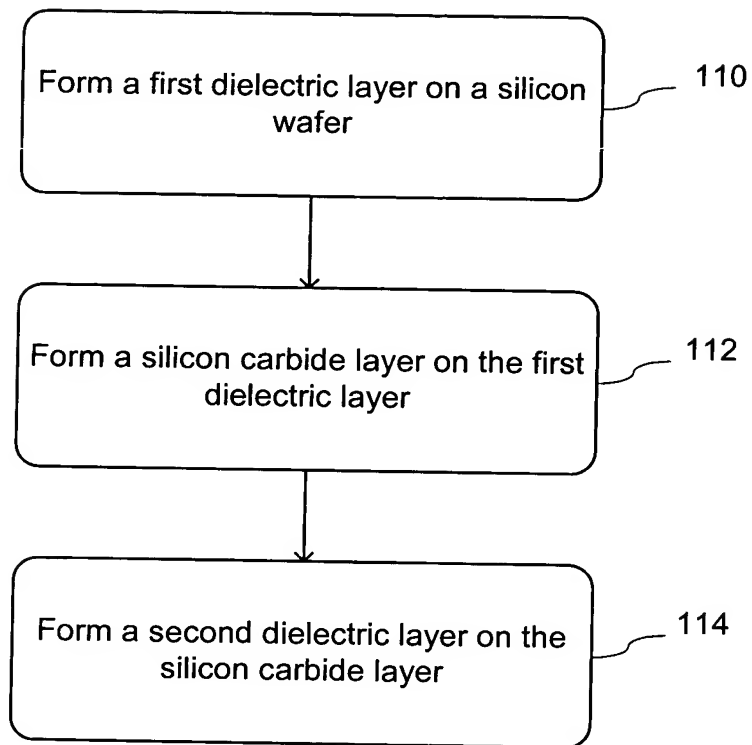 Form a first dielectric layer on a silicon
wafer
110
Form a silicon carbide layer on the first
dielectric layer
112
Form a second dielectric layer on the
silicon carbide layer
114